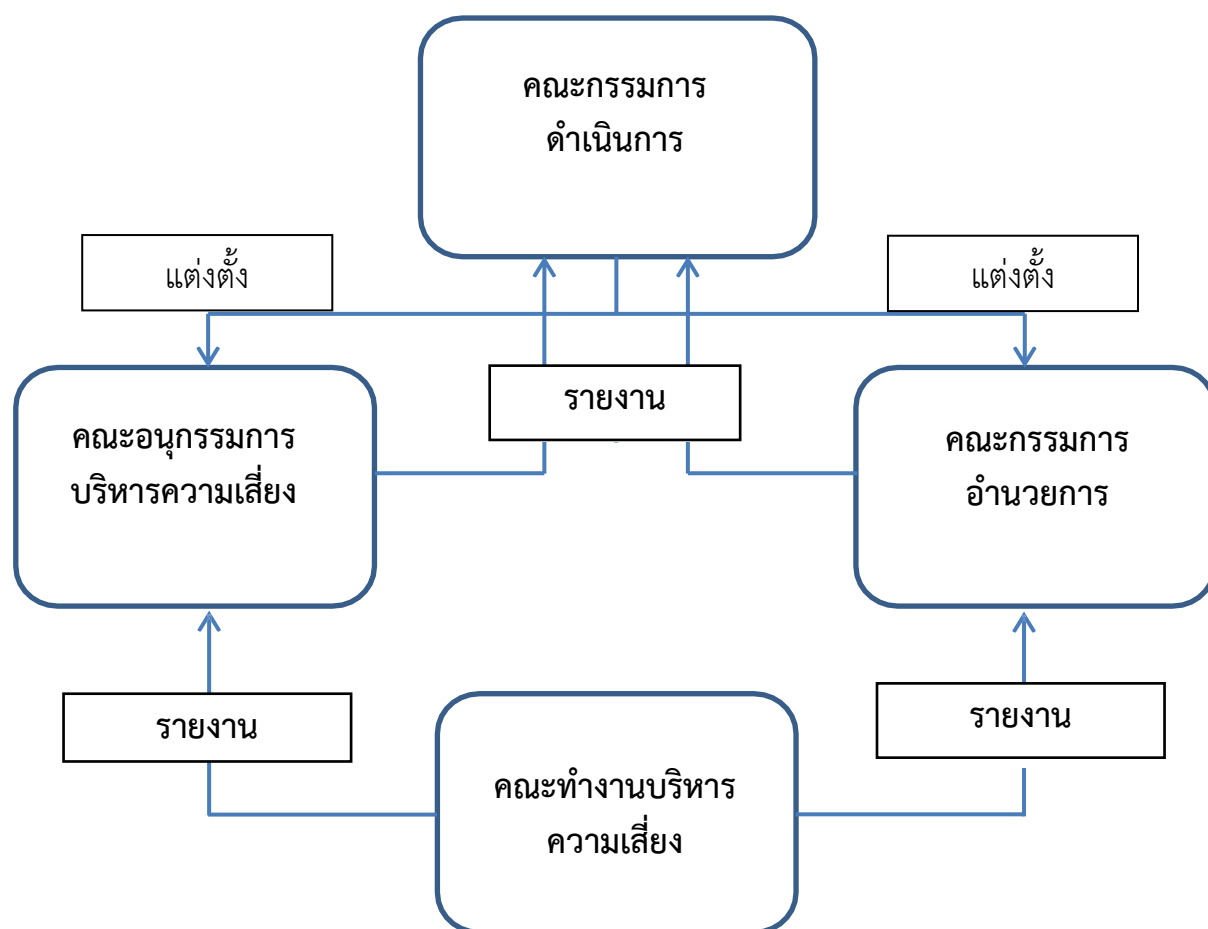 คณะกรรมการ
ดำเนินการ
แต่งตั้ง
แต่งตั้ง
รายงาน
คณะอนุกรรมการ
บริหารความเสี่ยง
คณะกรรมการ
อำนวยการ
รายงาน
รายงาน
คณะทำงานบริหาร
ความเสี่ยง